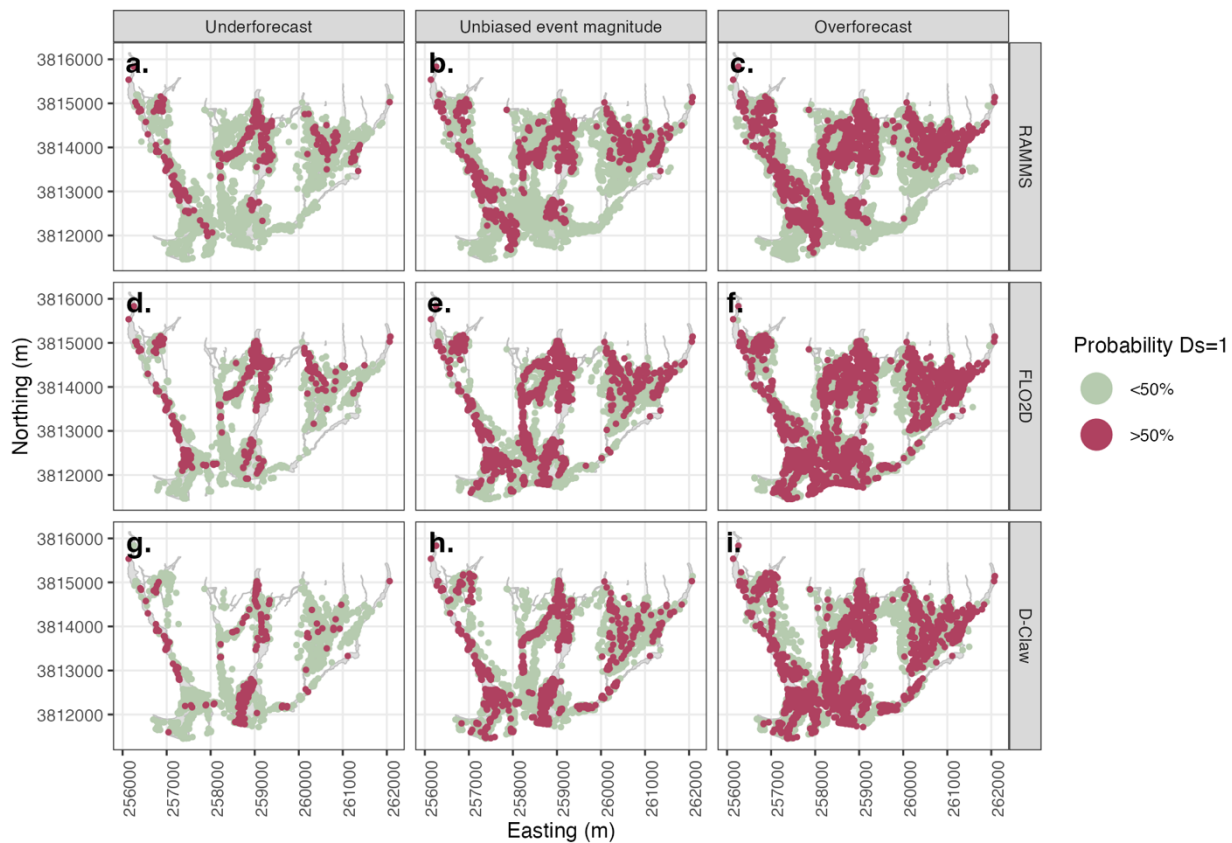 Underforecast
Unbiased event magnitude
Overforecast
a.
b.
c.
RAMMS
3816000
3815000
3814000
3813000
3812000
d.
e.
f.
FLO2D
3816000
3815000
3814000
3813000
3812000
g.
h.
i.
D-Claw
3816000
3815000
3814000
3813000
3812000
Northing (m)
256000
257000
258000
259000
260000
261000
262000
256000
257000
258000
259000
260000
261000
262000
256000
257000
258000
259000
260000
261000
262000
Easting (m)
Probability Ds=1
<50%
>50%